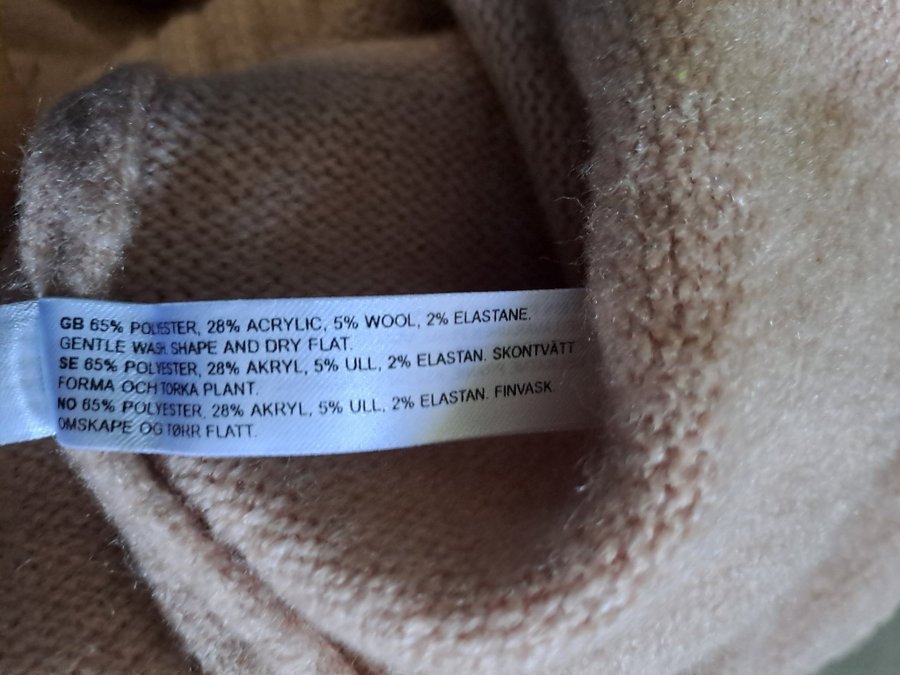 GB 65% POLYESTER, 28% ACRYLIC, 5% WOOL, 2% ELASTANE.
GENTLE WASH. SHAPE AND DRY FLAT.
SE 65% POLYESTER, 28% AKRYL, 5% ULL, 2% ELASTAN. SKONTVÄTT
FORMA OCH TORKA PLANT.
NO 65% POLYESTER, 28% AKRYL, 5% ULL, 2% ELASTAN. FINVASK.
OMSKAPE OG TØRR FLATT.